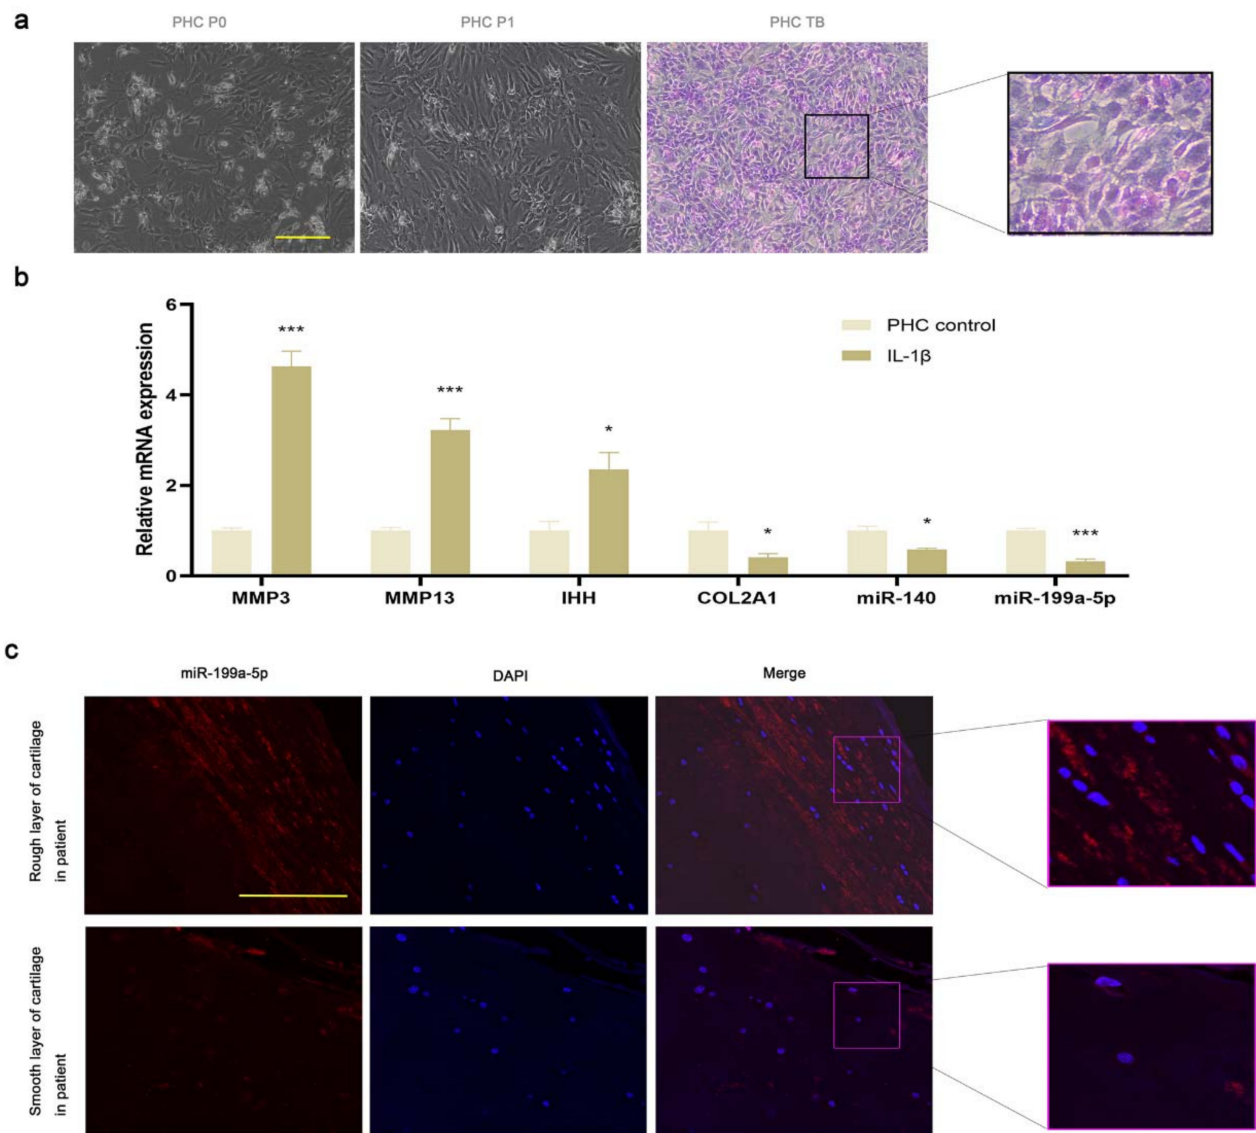 a
PHC P0
PHC P1
PHC TB
b
Relative mRNA expression
6
4
2
0
***
***
*
*
*
***
PHC control
IL-1β
MMP3
MMP13
IHH
COL2A1
miR-140
miR-199a-5p
c
miR-199a-5p
DAPI
Merge
Rough layer of cartilage
in patient
Smooth layer of cartilage
in patient